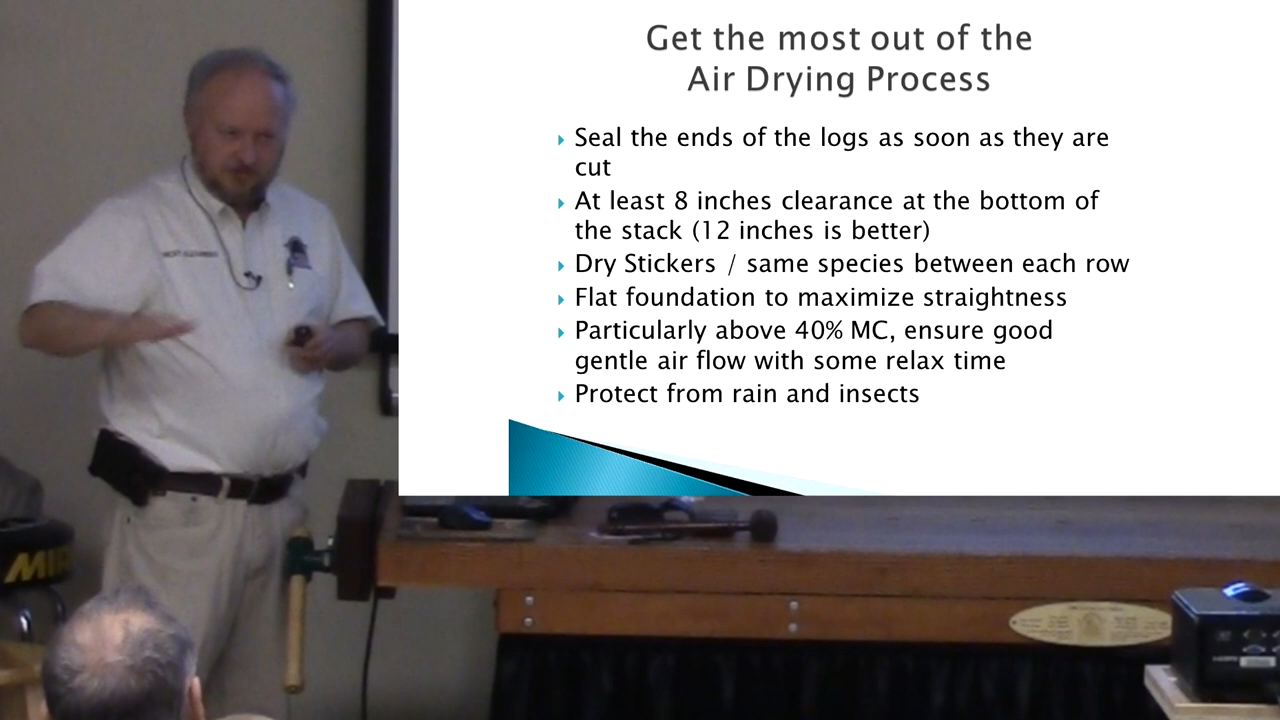 Get the most out of the
Air Drying Process
Seal the ends of the logs as soon as they are
cut
At least 8 inches clearance at the bottom of
the stack (12 inches is better)
Dry Stickers / same species between each row
Flat foundation to maximize straightness
Particularly above 40% MC, ensure good
gentle air flow with some relax time
Protect from rain and insects